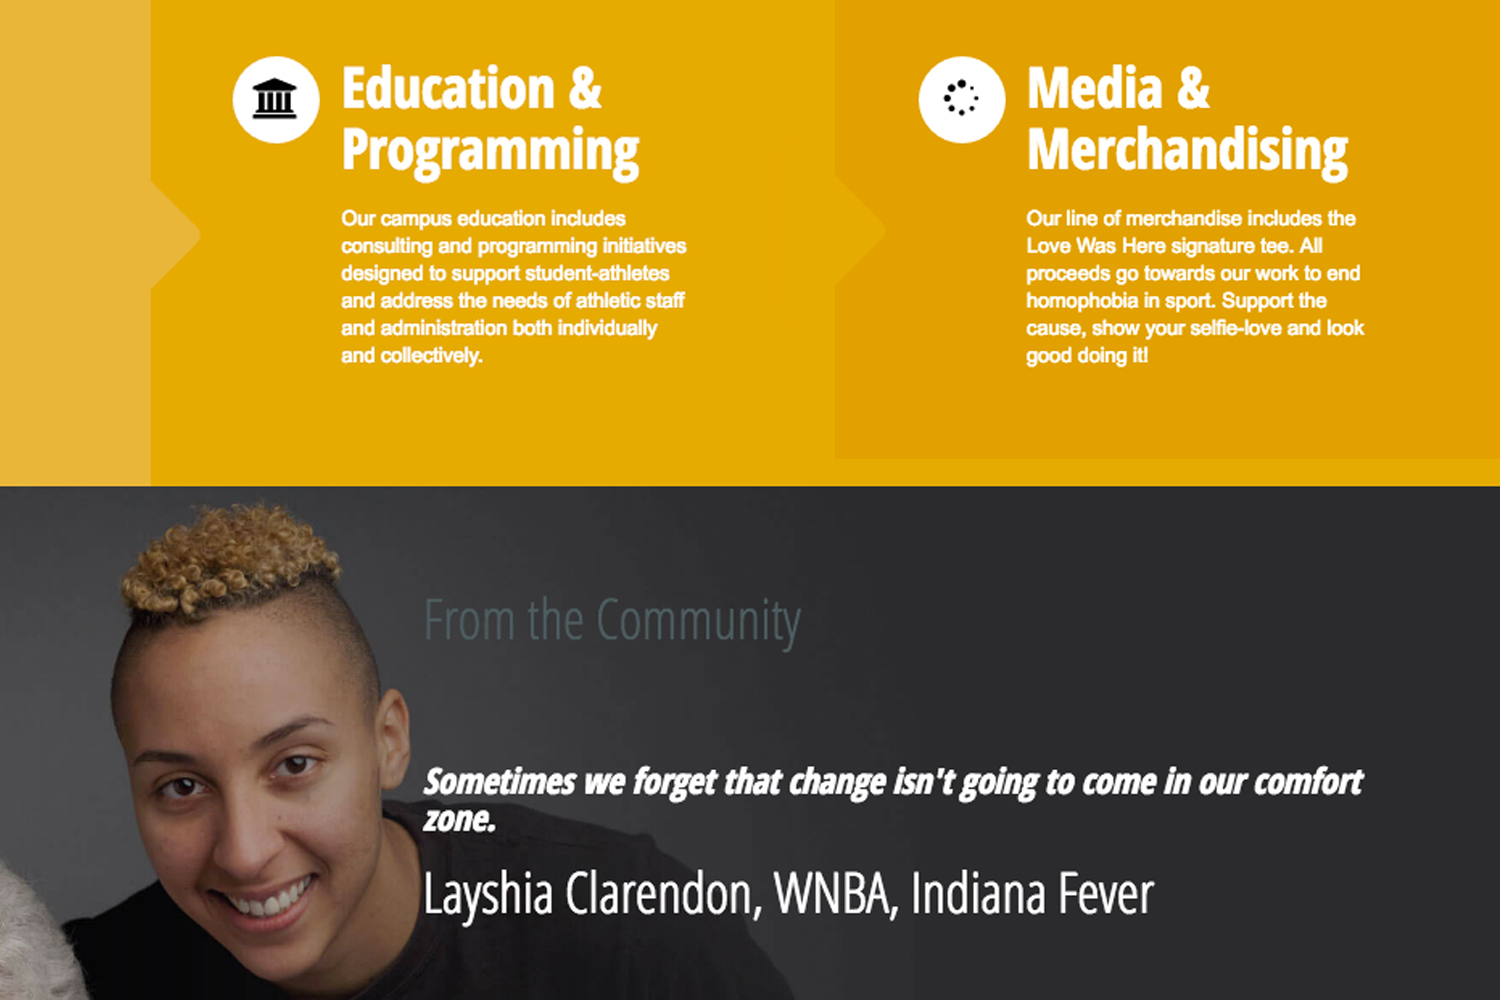 Education &
Programming
Our campus education includes
consulting and programming initiatives
designed to support student-athletes
and address the needs of athletic staff
and administration both individually
and collectively.
Media &
Merchandising
Our line of merchandise includes the
Love Was Here signature tee. All
proceeds go towards our work to end
homophobia in sport. Support the
cause, show your selfie-love and look
good doing it!
From the Community
Sometimes we forget that change isn't going to come in our comfort
zone.
Layshia Clarendon, WNBA, Indiana Fever